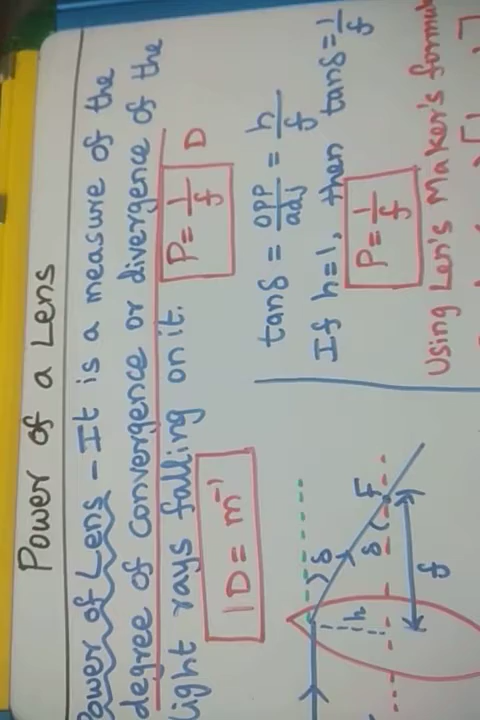 Power of a Lens
Power of Lens - It is a measure of the
degree of convergence or divergence of the
light rays falling on it.
P = 1/f D
1D = m⁻¹
tanδ = opp/adj = h/f
If h=1, then tanδ = 1/f
P = 1/f
Using Len's Maker's formula
δ
h
δ
F
f